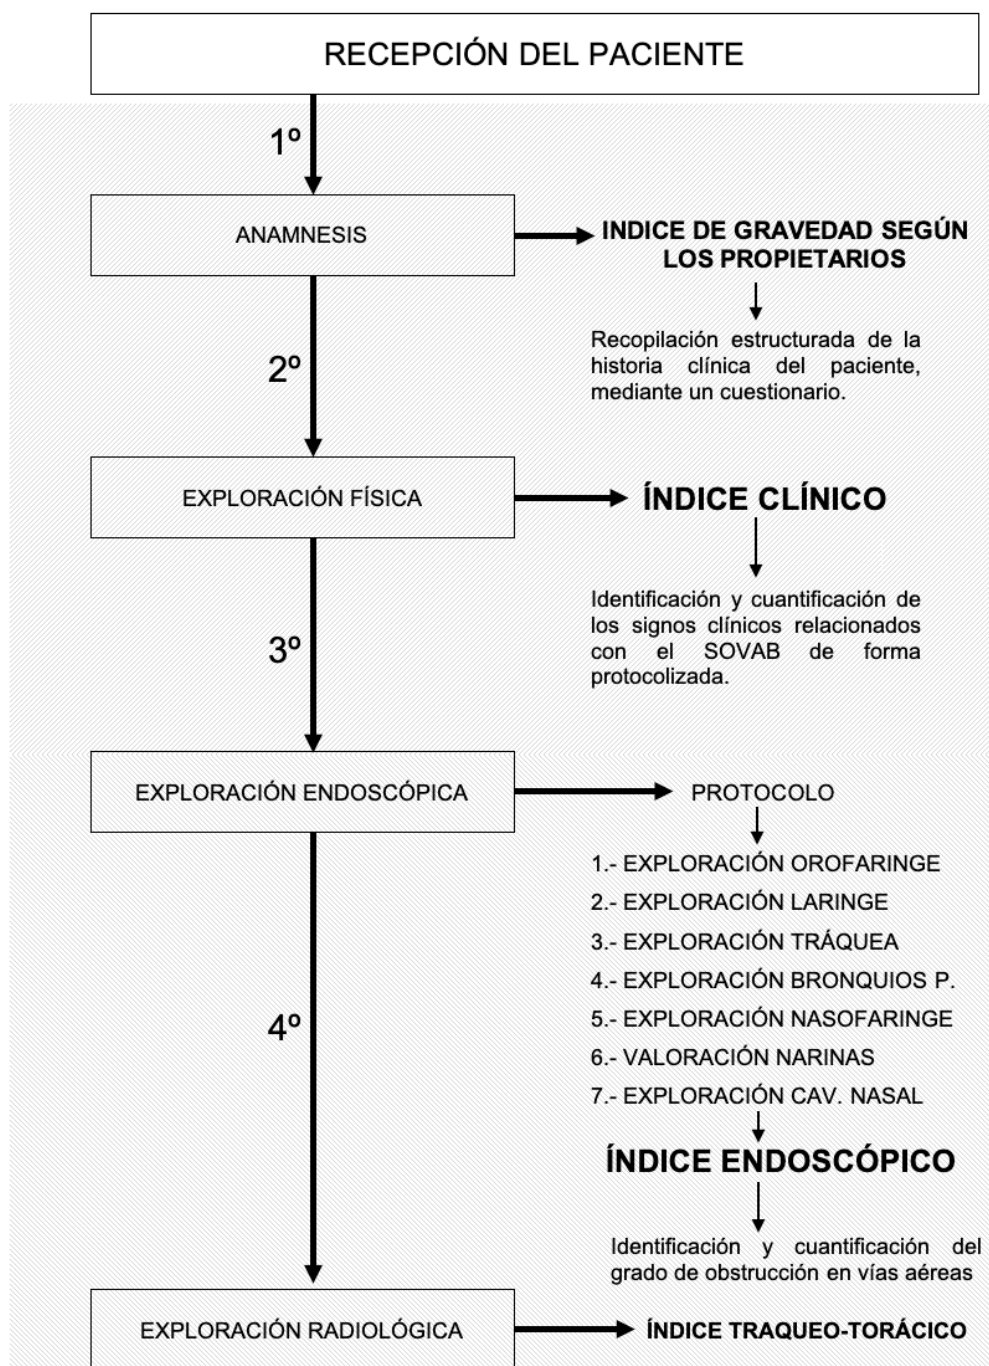 RECEPCIÓN DEL PACIENTE
1º
ANAMNESIS
INDICE DE GRAVEDAD SEGÚN
LOS PROPIETARIOS
Recopilación estructurada de la
historia clínica del paciente,
mediante un cuestionario.
2º
EXPLORACIÓN FÍSICA
ÍNDICE CLÍNICO
Identificación y cuantificación de
los signos clínicos relacionados
con el SOVAB de forma
protocolizada.
3º
EXPLORACIÓN ENDOSCÓPICA
PROTOCOLO
1.- EXPLORACIÓN OROFARINGE
2.- EXPLORACIÓN LARINGE
3.- EXPLORACIÓN TRÁQUEA
4.- EXPLORACIÓN BRONQUIOS P.
5.- EXPLORACIÓN NASOFARINGE
6.- VALORACIÓN NARINAS
7.- EXPLORACIÓN CAV. NASAL
ÍNDICE ENDOSCÓPICO
Identificación y cuantificación del
grado de obstrucción en vías aéreas
4º
EXPLORACIÓN RADIOLÓGICA
ÍNDICE TRAQUEO-TORÁCICO